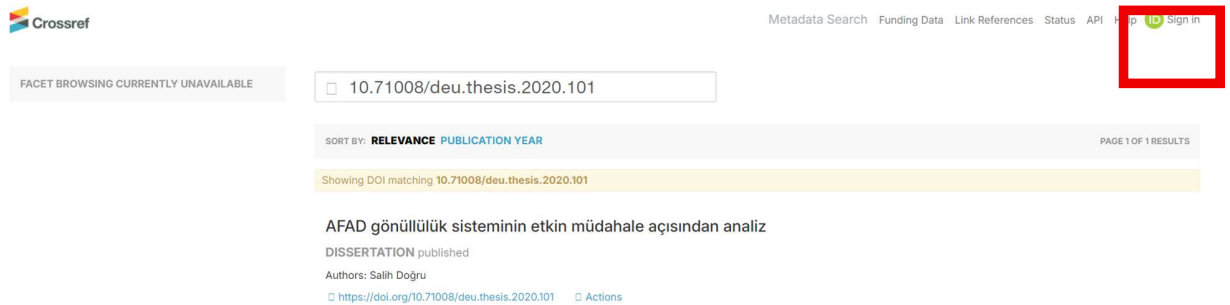 Crossref
Metadata Search Funding Data Link References Status API Help iD Sign in
FACET BROWSING CURRENTLY UNAVAILABLE
10.71008/deu.thesis.2020.101
SORT BY: RELEVANCE PUBLICATION YEAR
PAGE 1 OF 1 RESULTS
Showing DOI matching 10.71008/deu.thesis.2020.101
AFAD gönüllülük sisteminin etkin müdahale açısından analiz
DISSERTATION published
Authors: Salih Doğru
https://doi.org/10.71008/deu.thesis.2020.101 Actions